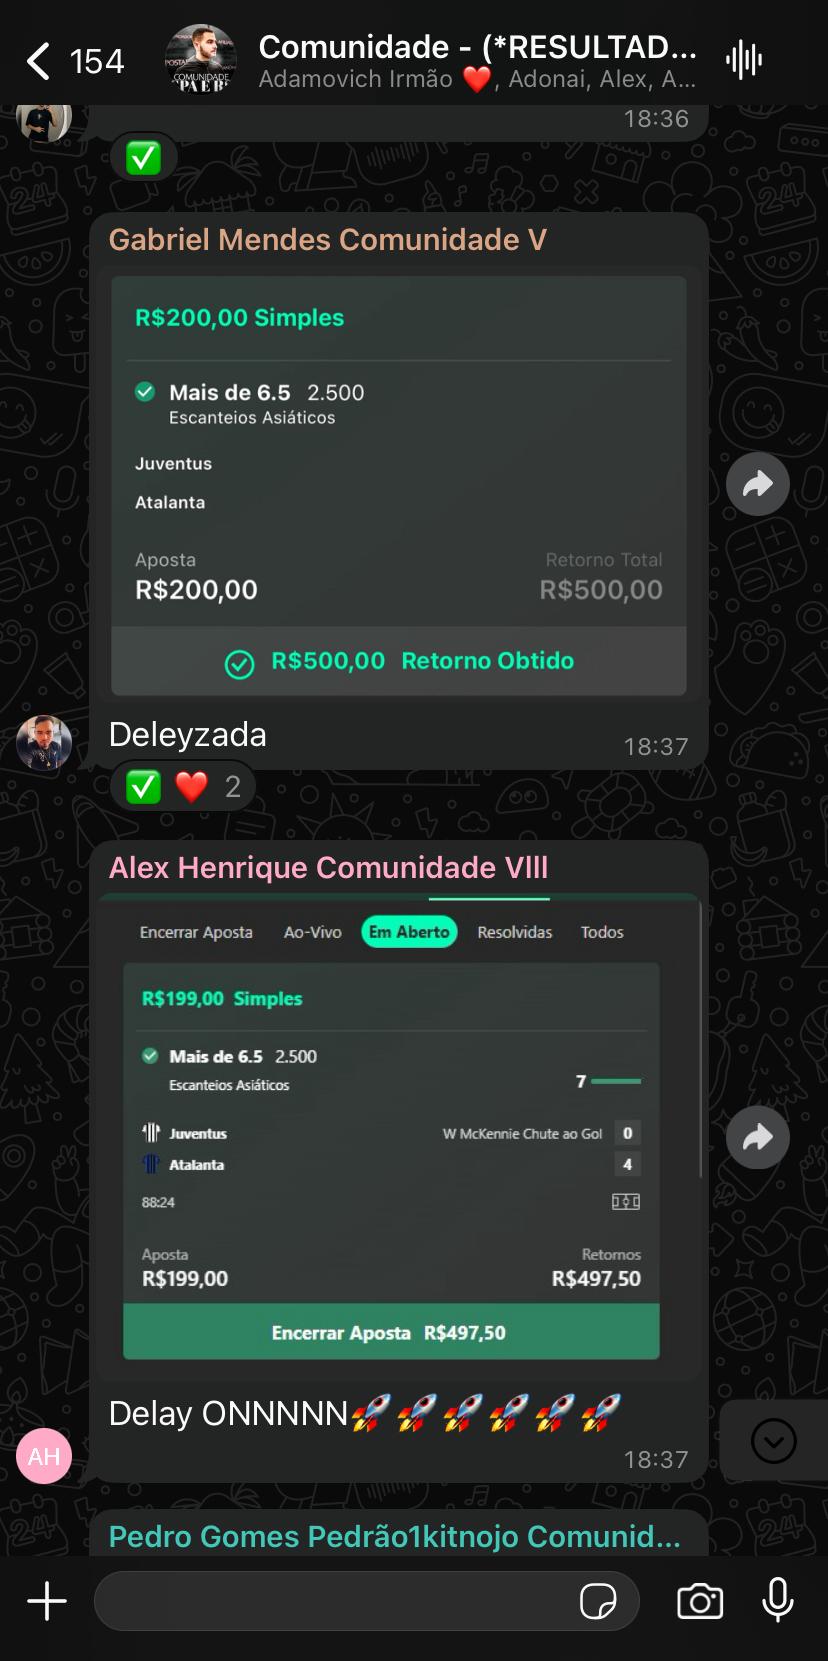 154
Comunidade - (*RESULTAD...
Adamovich Irmão ❤️, Adonai, Alex, A...
COMUNIDADE
18:36
✅
Gabriel Mendes Comunidade V
R$200,00 Simples
Mais de 6.5 2.500
Escanteios Asiáticos
Juventus
Atalanta
Aposta Retorno Total
R$200,00 R$500,00
R$500,00 Retorno Obtido
Deleyzada
18:37
✅ ❤️ 2
Alex Henrique Comunidade Vlll
Encerrar Aposta Ao-Vivo Em Aberto Resolvidas Todos
R$199,00 Simples
Mais de 6.5 2.500
Escanteios Asiáticos 7
Juventus W McKennie Chute ao Gol 0
Atalanta 4
88:24
Aposta Retornos
R$199,00 R$497,50
Encerrar Aposta R$497,50
Delay ONNNNN🚀🚀🚀🚀🚀🚀
AH
18:37
Pedro Gomes Pedrão1kitnojo Comunid...